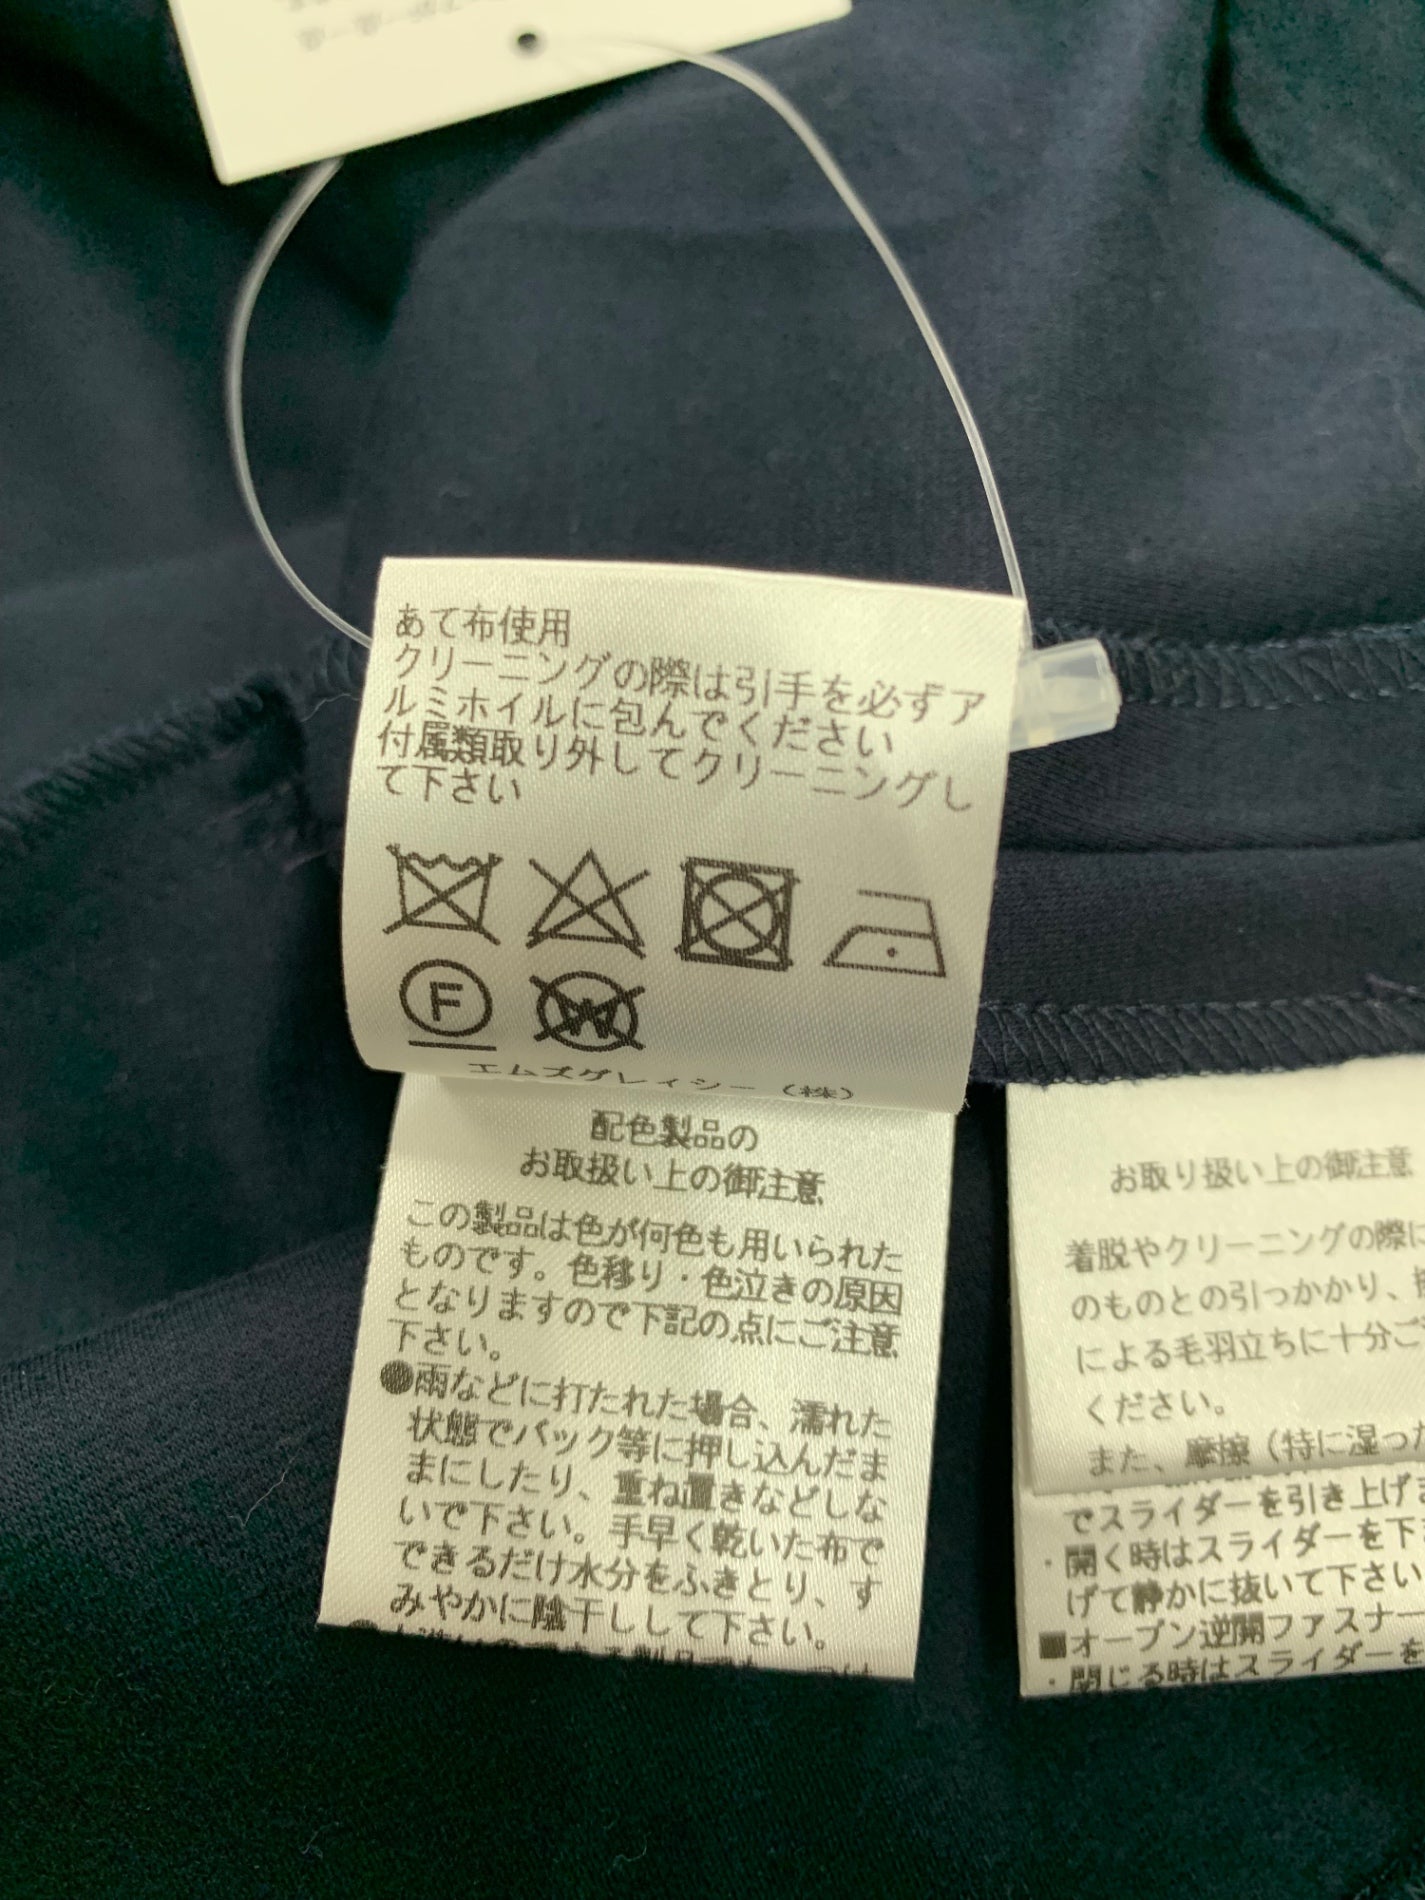 あて布使用
クリーニングの際は引手を必ずア
ルミホイルに包んでください
付属類取り外してクリーニングし
て下さい
F
W
エムズグレイシー(株)
配色製品の
お取扱い上の御注意
この製品は色が何色も用いられた
ものです。色移り・色泣きの原因
となりますので下記の点にご注意
下さい。
●雨などに打たれた場合、濡れた
状態でバック等に押し込んだま
まにしたり、重ね置きなどしな
いで下さい。手早く乾いた布で
できるだけ水分をふきとり、す
みやかに陰干しして下さい。
お取り扱い上の御注意
着脱やクリーニングの際に
のものとの引っかかり、
による毛羽立ちに十分ご
ください。
また、摩擦(特に湿った
でスライダーを引き上げ
・開く時はスライダーを下
げて静かに抜いて下さい
■オープン逆開ファスナー
・閉じる時はスライダーを